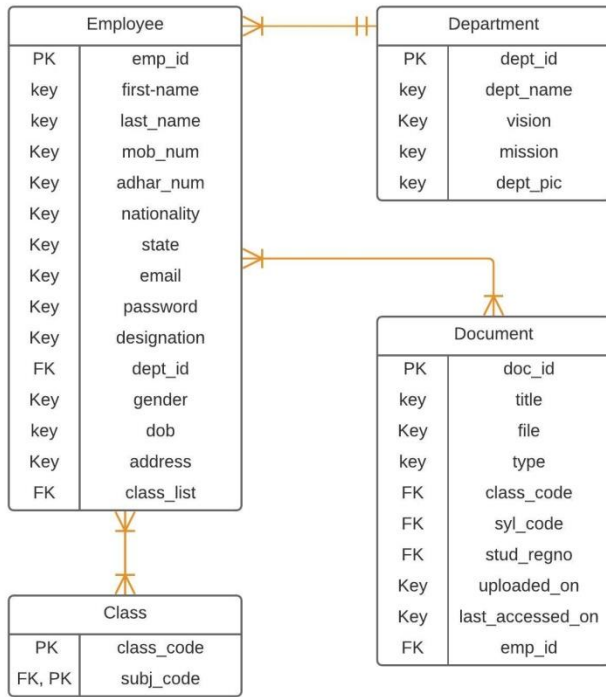 Employee
PK emp_id
key first-name
key last_name
Key mob_num
Key adhar_num
Key nationality
Key state
Key email
Key password
Key designation
FK dept_id
Key gender
key dob
Key address
FK class_list
Department
PK dept_id
key dept_name
Key vision
key mission
key dept_pic
Document
PK doc_id
key title
Key file
key type
FK class_code
FK syl_code
FK stud_regno
Key uploaded_on
Key last_accessed_on
FK emp_id
Class
PK class_code
FK, PK subj_code